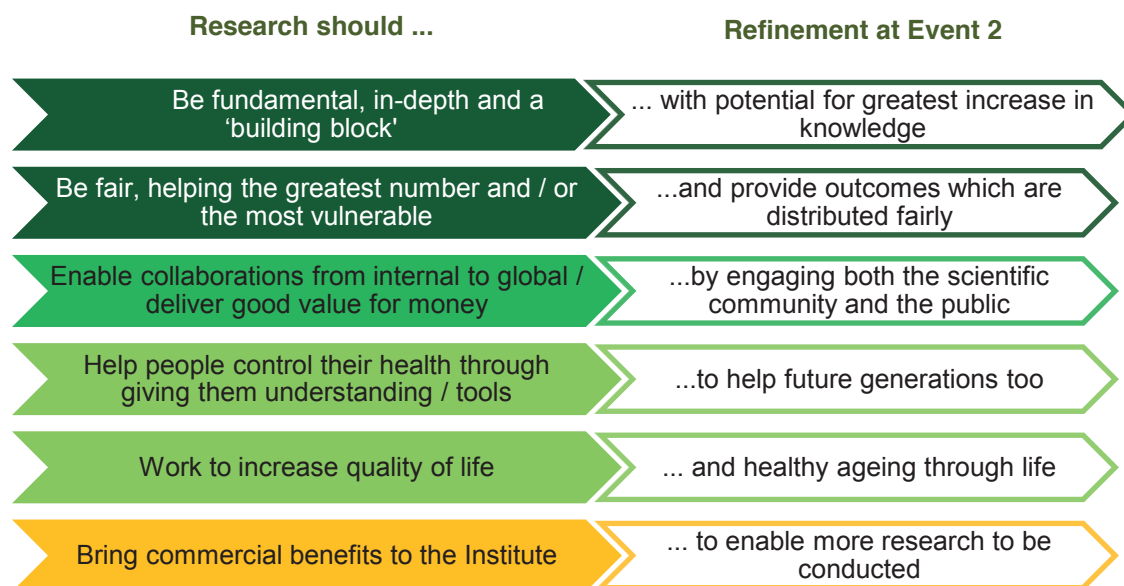 Research should ...
Refinement at Event 2
Be fundamental, in-depth and a
‘building block'
... with potential for greatest increase in
knowledge
Be fair, helping the greatest number and / or
the most vulnerable
...and provide outcomes which are
distributed fairly
Enable collaborations from internal to global /
deliver good value for money
...by engaging both the scientific
community and the public
Help people control their health through
giving them understanding / tools
...to help future generations too
Work to increase quality of life
... and healthy ageing through life
Bring commercial benefits to the Institute
... to enable more research to be
conducted